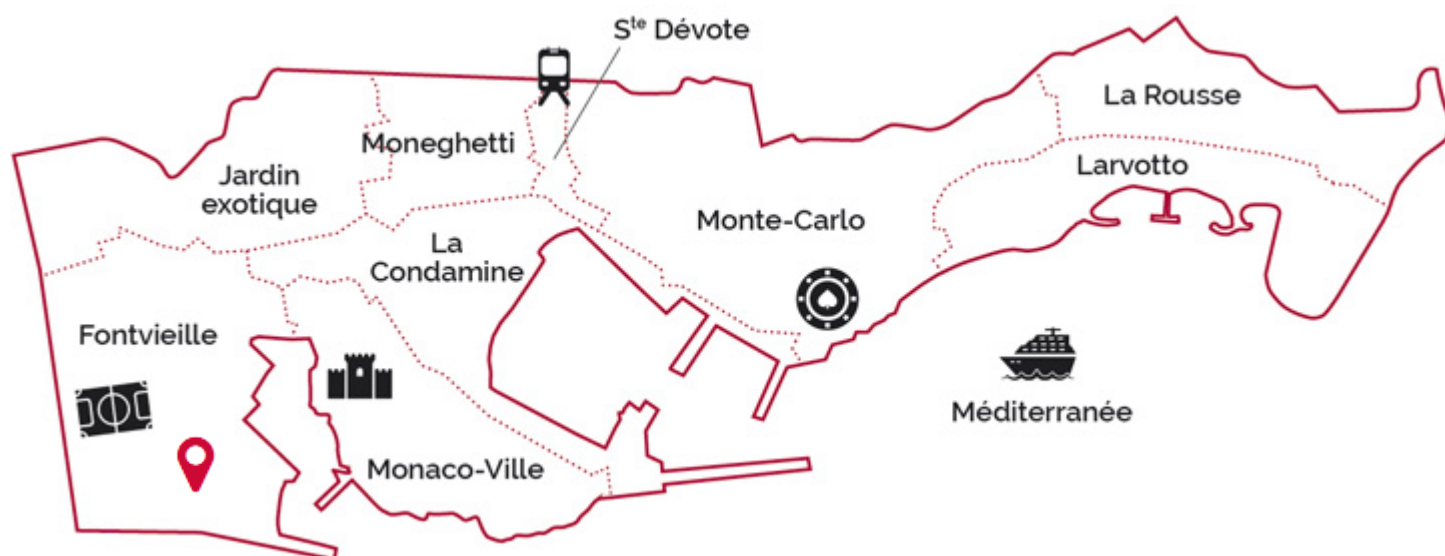 Sᵗᵉ Dévote
La Rousse
Moneghetti
Larvotto
Jardin
exotique
Monte-Carlo
La
Condamine
Fontvieille
Méditerranée
Monaco-Ville